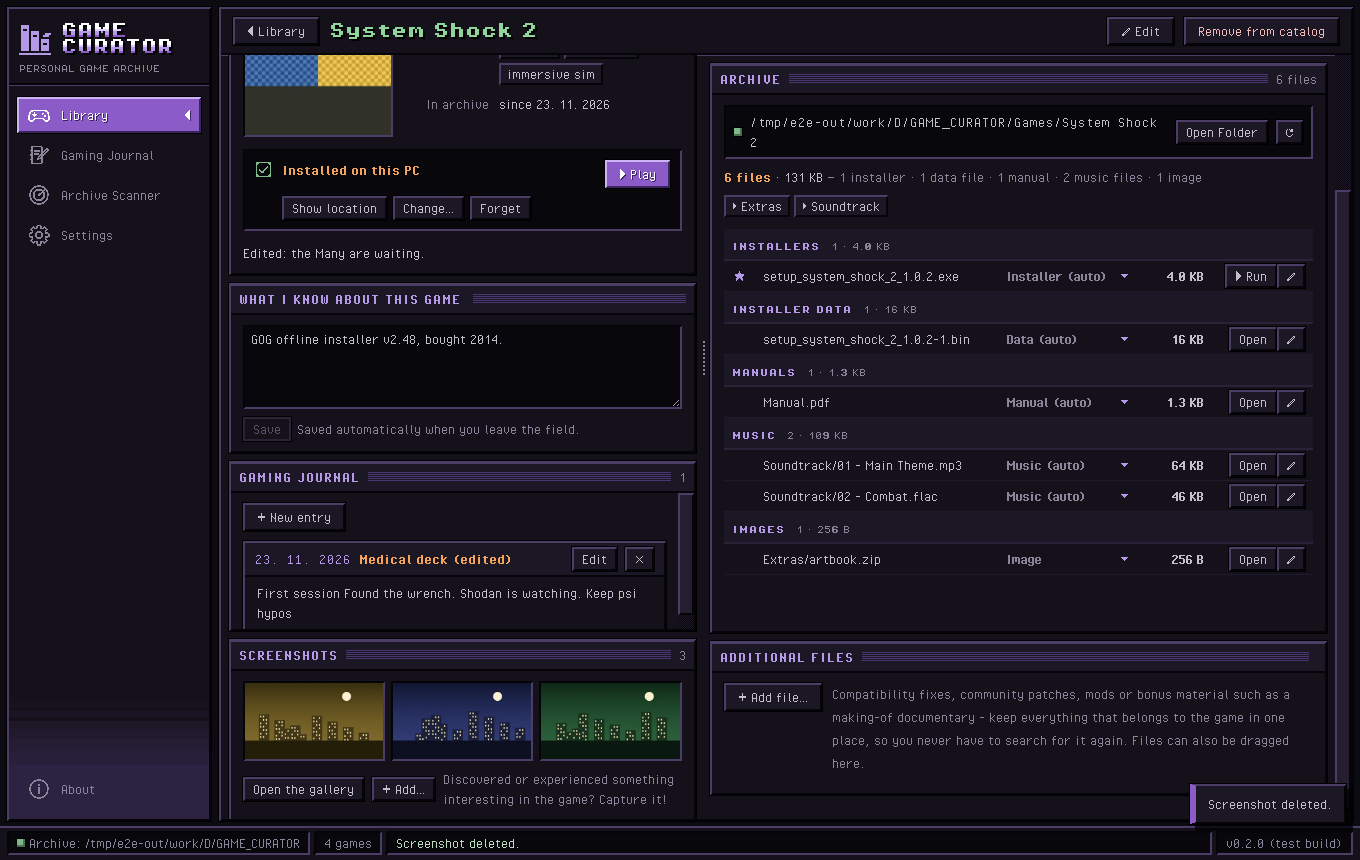 GAME
CURATOR
PERSONAL GAME ARCHIVE
Library
Gaming Journal
Archive Scanner
Settings
About
Library
System Shock 2
Edit
Remove from catalog
immersive sim
In archive since 23. 11. 2026
Installed on this PC
Play
Show location
Change…
Forget
Edited: the Many are waiting.
WHAT I KNOW ABOUT THIS GAME
GOG offline installer v2.48, bought 2014.
Save
Saved automatically when you leave the field.
GAMING JOURNAL 1
+ New entry
23. 11. 2026 Medical deck (edited)
Edit
×
First session Found the wrench. Shodan is watching. Keep psi
hypos
SCREENSHOTS 3
Open the gallery
+ Add…
Discovered or experienced something
interesting in the game? Capture it!
ARCHIVE 6 files
/tmp/e2e-out/work/D/GAME_CURATOR/Games/System Shock
2
Open Folder
6 files · 131 KB – 1 installer · 1 data file · 1 manual · 2 music files · 1 image
Extras
Soundtrack
INSTALLERS 1 · 4.0 KB
setup_system_shock_2_1.0.2.exe Installer (auto) 4.0 KB Run
INSTALLER DATA 1 · 16 KB
setup_system_shock_2_1.0.2-1.bin Data (auto) 16 KB Open
MANUALS 1 · 1.3 KB
Manual.pdf Manual (auto) 1.3 KB Open
MUSIC 2 · 109 KB
Soundtrack/01 - Main Theme.mp3 Music (auto) 64 KB Open
Soundtrack/02 - Combat.flac Music (auto) 46 KB Open
IMAGES 1 · 256 B
Extras/artbook.zip Image 256 B Open
ADDITIONAL FILES
+ Add file…
Compatibility fixes, community patches, mods or bonus material such as a
making-of documentary – keep everything that belongs to the game in one
place, so you never have to search for it again. Files can also be dragged
here.
Screenshot deleted.
Archive: /tmp/e2e-out/work/D/GAME_CURATOR
4 games
Screenshot deleted.
v0.2.0 (test build)